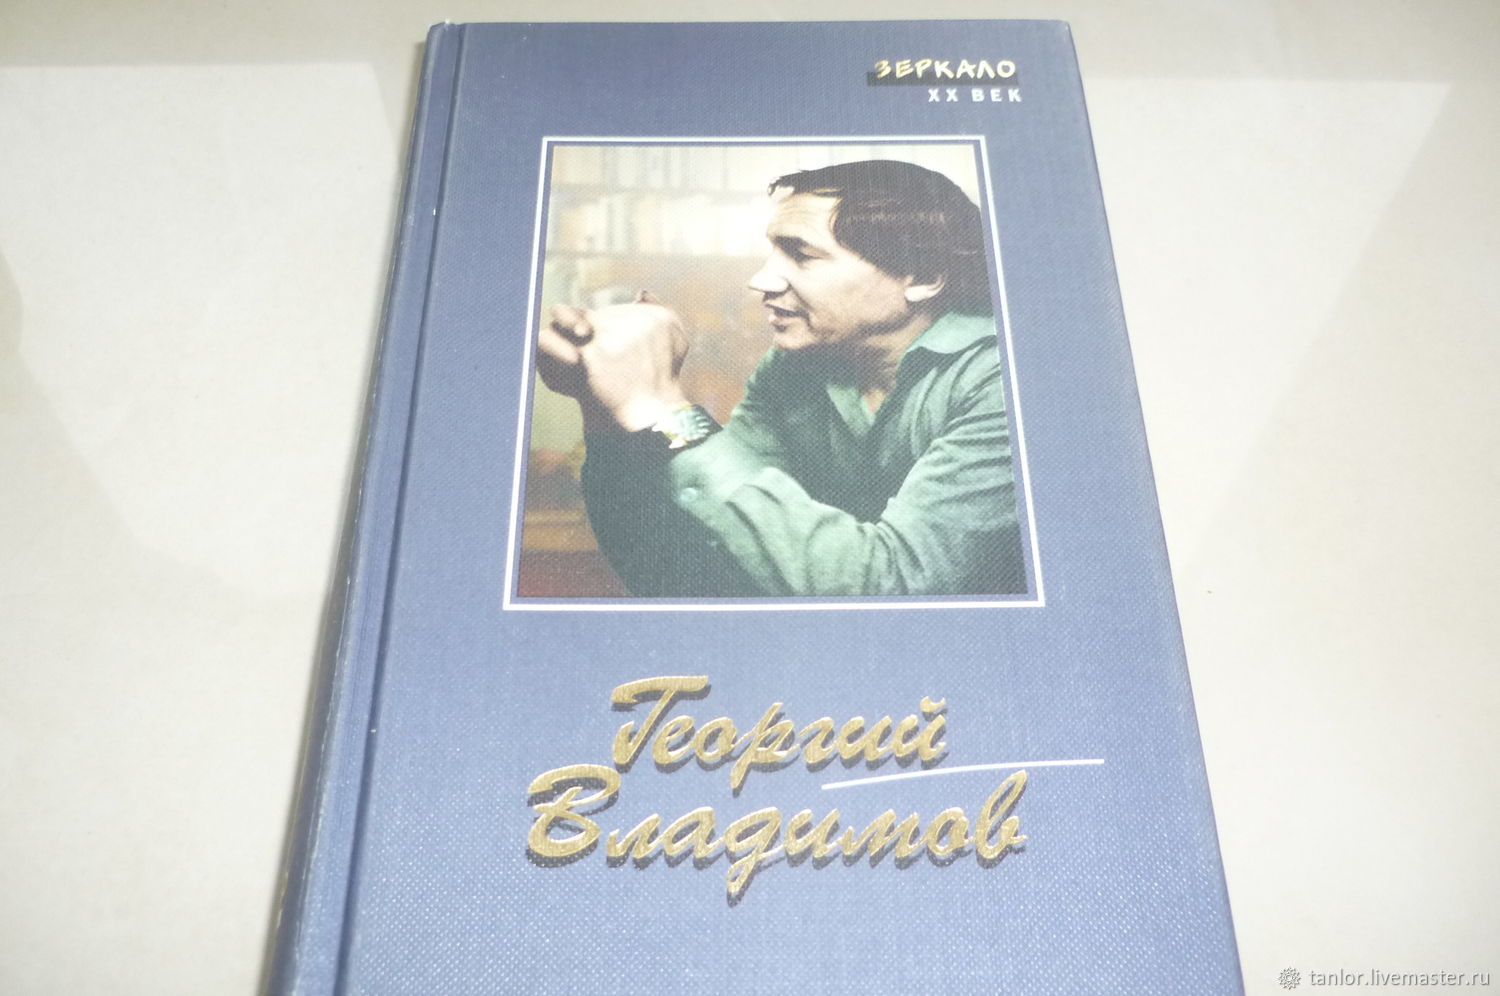 ЗЕРКАЛО
XX ВЕК
Георгий
Владимов
tanlor.livemaster.ru